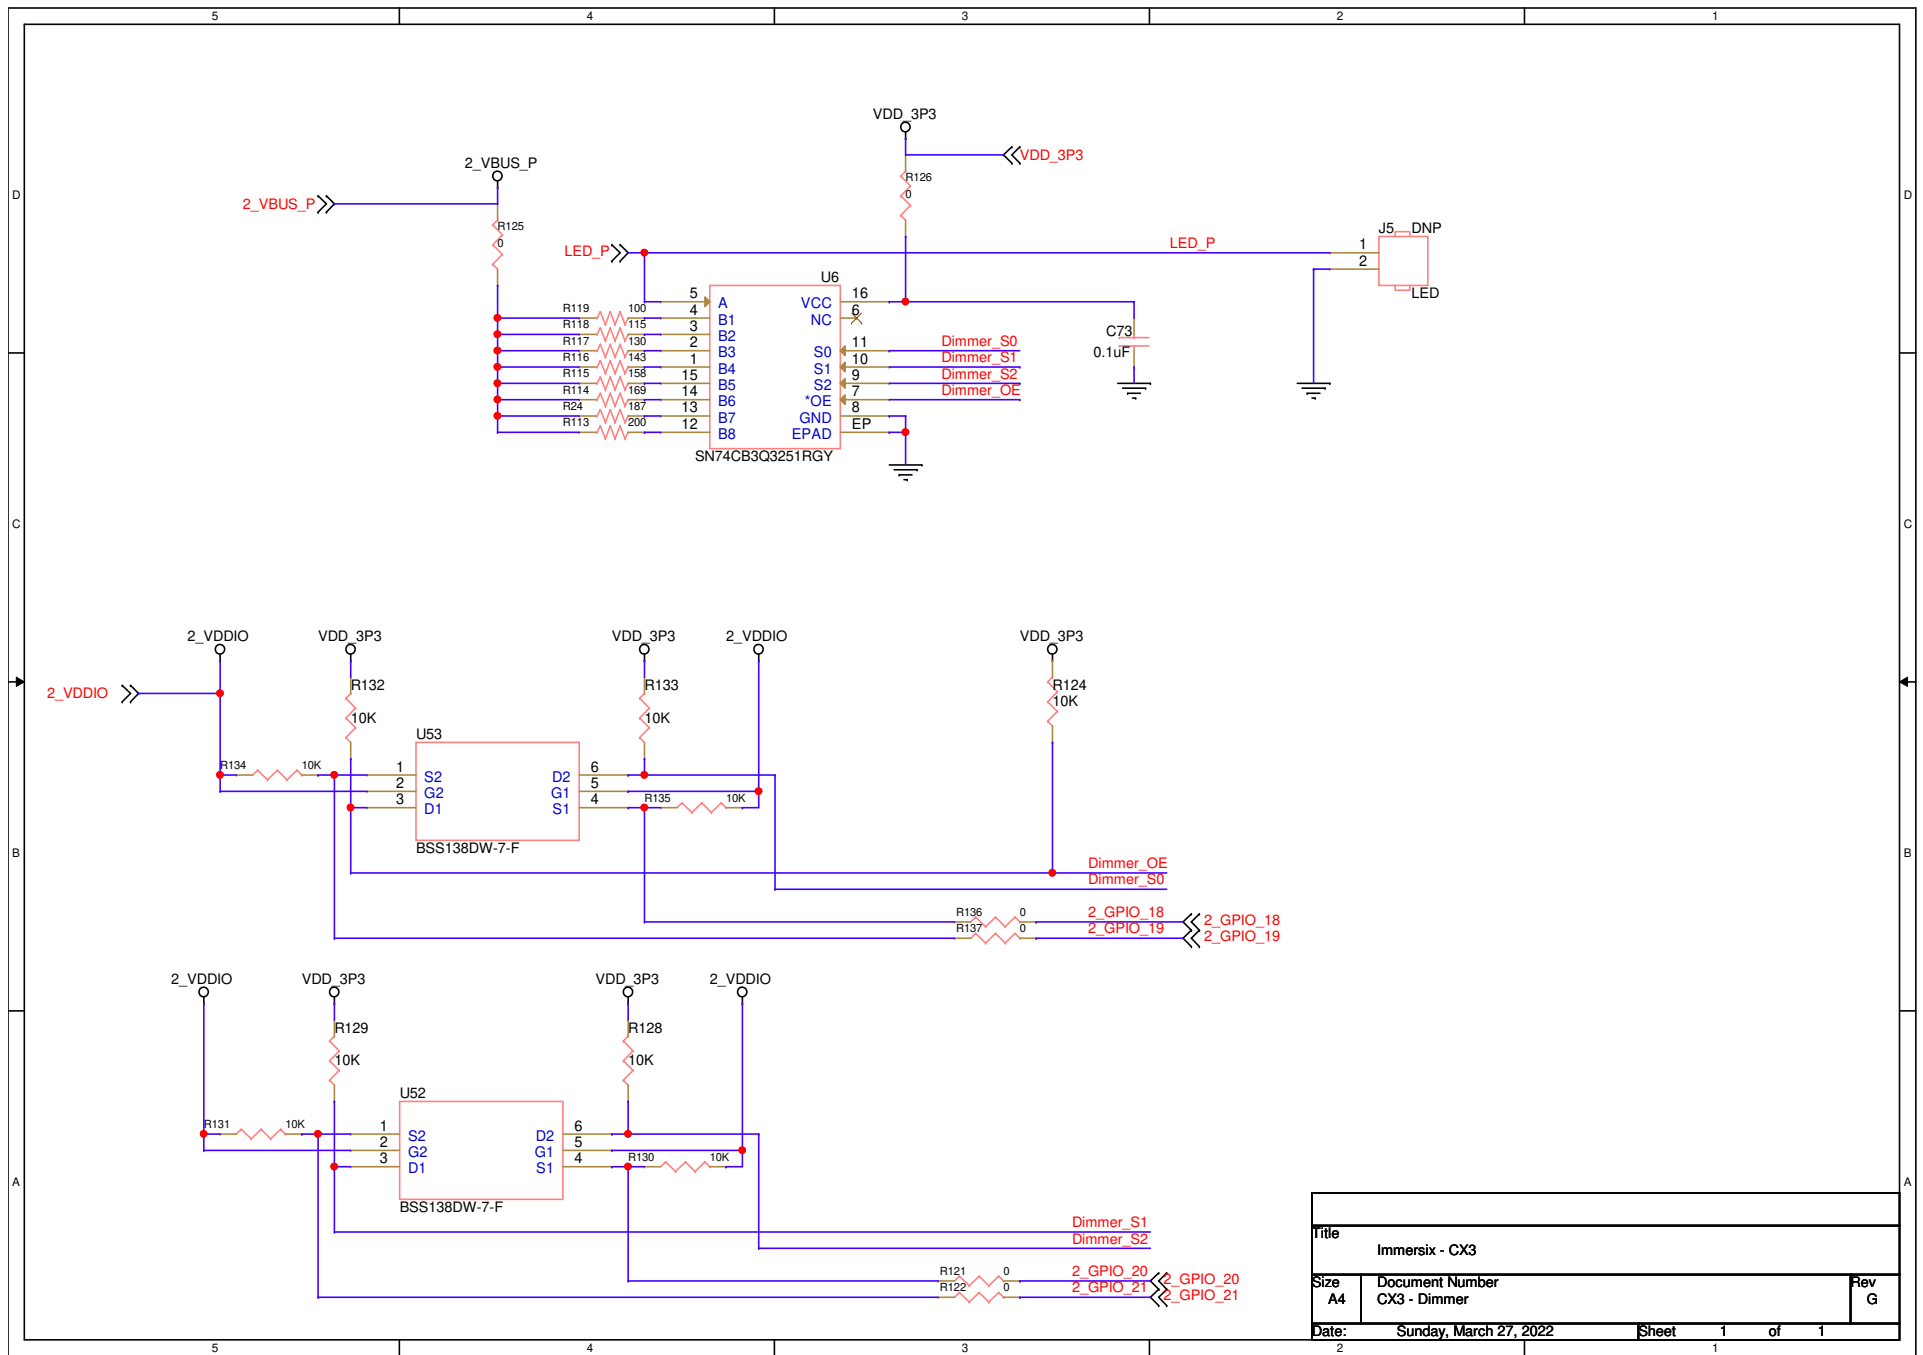 5 4 3 2 1
D D
C C
B B
A A
VDD_3P3
VDD_3P3
2_VBUS_P
2_VBUS_P
R126
0
R125
0
LED_P
LED_P
J5 DNP
1
2
LED
U6
5 A VCC 16
R119 100 4 B1 NC 6
R118 115 3 B2
R117 130 2 B3 S0 11 Dimmer_S0
R116 143 1 B4 S1 10 Dimmer_S1
R115 158 15 B5 S2 9 Dimmer_S2
R114 169 14 B6 *OE 7 Dimmer_OE
R24 187 13 B7 GND 8
R113 200 12 B8 EPAD EP
SN74CB3Q3251RGY
C73
0.1uF
2_VDDIO VDD_3P3 VDD_3P3 2_VDDIO VDD_3P3
2_VDDIO
R132
10K
R133
10K
R124
10K
U53
R134 10K 1 S2 D2 6
2 G2 G1 5
3 D1 S1 4 R135 10K
BSS138DW-7-F
Dimmer_OE
Dimmer_S0
R136 0 2_GPIO_18 2_GPIO_18
R137 0 2_GPIO_19 2_GPIO_19
2_VDDIO VDD_3P3 VDD_3P3 2_VDDIO
R129
10K
R128
10K
U52
R131 10K 1 S2 D2 6
2 G2 G1 5
3 D1 S1 4 R130 10K
BSS138DW-7-F
Dimmer_S1
Dimmer_S2
R121 0 2_GPIO_20 2_GPIO_20
R122 0 2_GPIO_21 2_GPIO_21
Title
Immersix - CX3
Size Document Number Rev
A4 CX3 - Dimmer G
Date: Sunday, March 27, 2022 Sheet 1 of 1
5 4 3 2 1